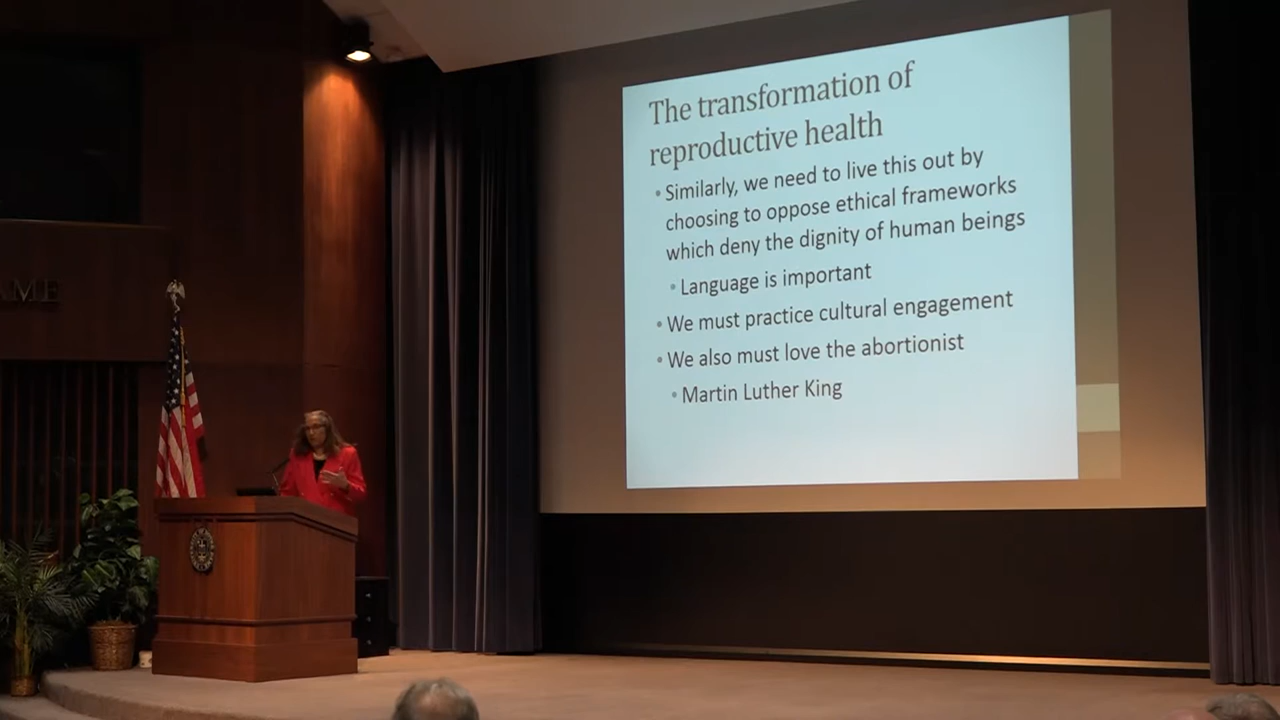 The transformation of
reproductive health
• Similarly, we need to live this out by
choosing to oppose ethical frameworks
which deny the dignity of human beings
• Language is important
• We must practice cultural engagement
• We also must love the abortionist
• Martin Luther King